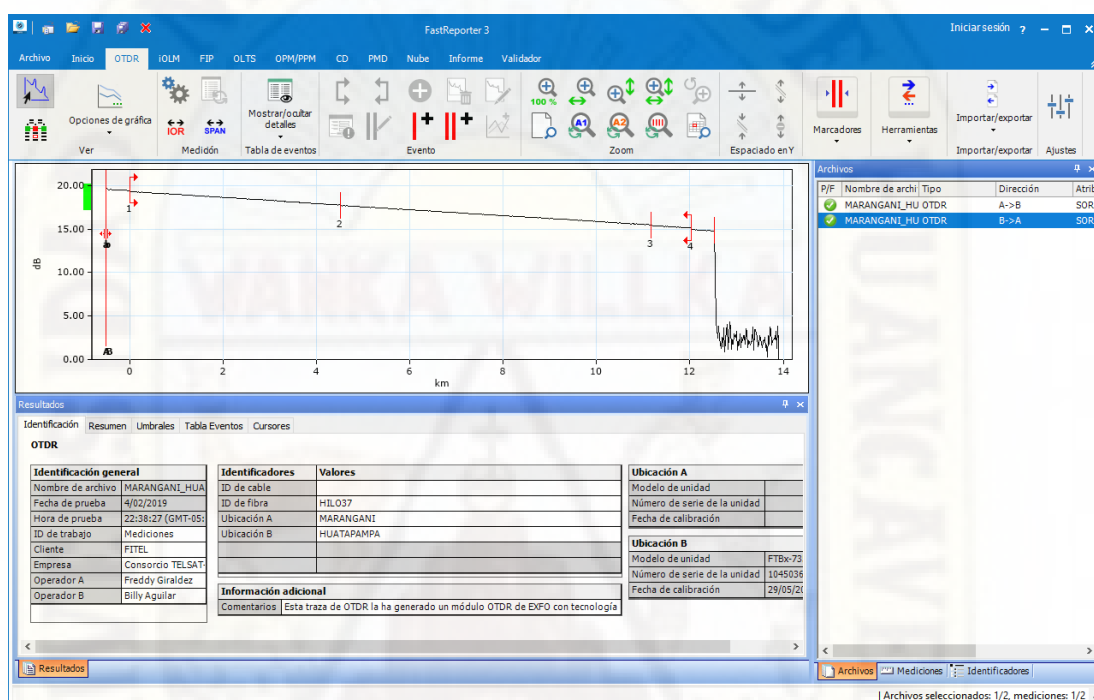 FastReporter 3
Iniciar sesión ?
Archivo Inicio OTDR iOLM FIP OLTS OPM/PPM CD PMD Nube Informe Validador
Opciones de gráfica
Ver
IOR
SPAN
Medidón
Mostrar/ocultar detalles
Tabla de eventos
Evento
100 %
A1
A2
Zoom
Espaciado en Y
Marcadores
Herramientas
Importar/exportar
Importar/exportar
Ajustes
20.00
15.00
10.00
5.00
0.00
dB
1
2
3
4
0 2 4 6 8 10 12 14
km
Archivos
P/F Nombre de archi Tipo Dirección Atrib
MARANGANI_HU OTDR A->B SOR
MARANGANI_HU OTDR B->A SOR
Resultados
Identificación Resumen Umbrales Tabla Eventos Cursores
OTDR
Identificación general
Nombre de archivo MARANGANI_HUA
Fecha de prueba 4/02/2019
Hora de prueba 22:38:27 (GMT-05:
ID de trabajo Mediciones
Cliente FITEL
Empresa Consorcio TELSAT-
Operador A Freddy Giraldez
Operador B Billy Aguilar
Identificadores Valores
ID de cable
ID de fibra HILO37
Ubicación A MARANGANI
Ubicación B HUATAPAMPA
Información adicional
Comentarios Esta traza de OTDR la ha generado un módulo OTDR de EXFO con tecnología
Ubicación A
Modelo de unidad
Número de serie de la unidad
Fecha de calibración
Ubicación B
Modelo de unidad FTBx-73
Número de serie de la unidad 1045036
Fecha de calibración 29/05/20
Resultados
Archivos Mediciones Identificadores
Archivos seleccionados: 1/2, mediciones: 1/2
YANKA WILLKA
HUANCAVE